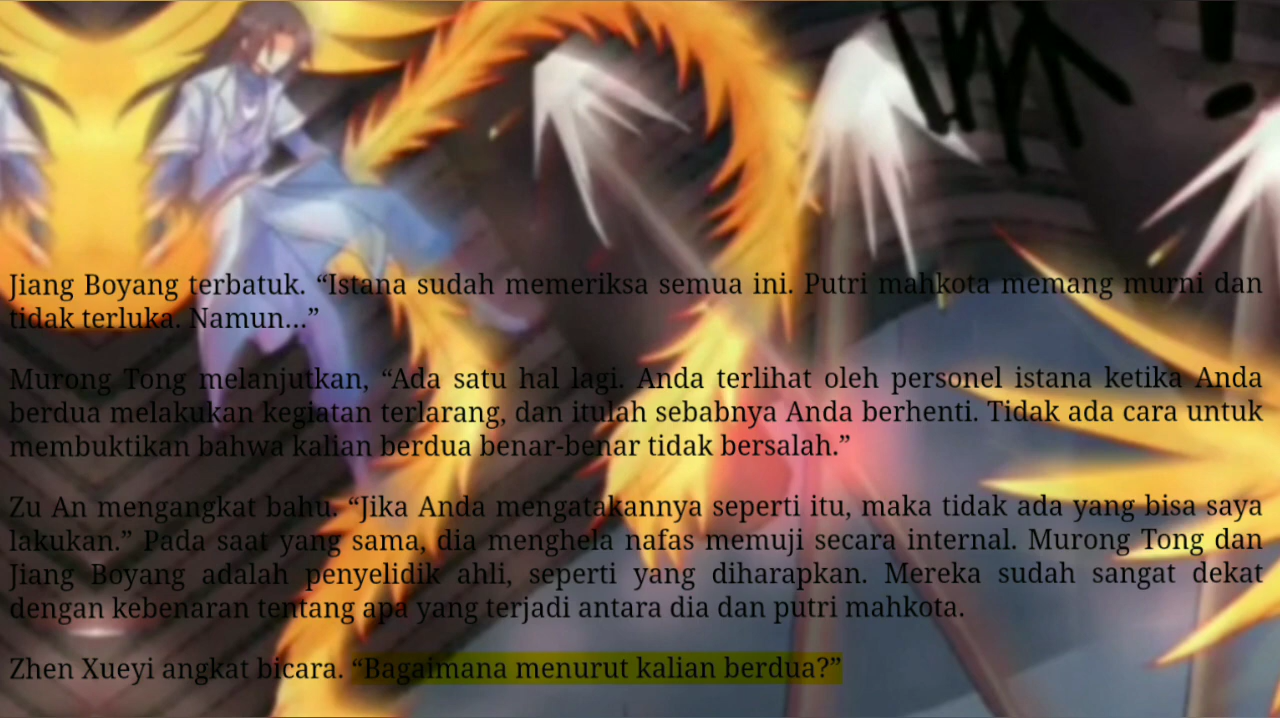 Jiang Boyang terbatuk. “Istana sudah memeriksa semua ini. Putri mahkota memang murni dan
tidak terluka. Namun...”
Murong Tong melanjutkan, “Ada satu hal lagi. Anda terlihat oleh personel istana ketika Anda
berdua melakukan kegiatan terlarang, dan itulah sebabnya Anda berhenti. Tidak ada cara untuk
membuktikan bahwa kalian berdua benar-benar tidak bersalah.”
Zu An mengangkat bahu. “Jika Anda mengatakannya seperti itu, maka tidak ada yang bisa saya
lakukan.” Pada saat yang sama, dia menghela nafas memuji secara internal. Murong Tong dan
Jiang Boyang adalah penyelidik ahli, seperti yang diharapkan. Mereka sudah sangat dekat
dengan kebenaran tentang apa yang terjadi antara dia dan putri mahkota.
Zhen Xueyi angkat bicara. “Bagaimana menurut kalian berdua?”